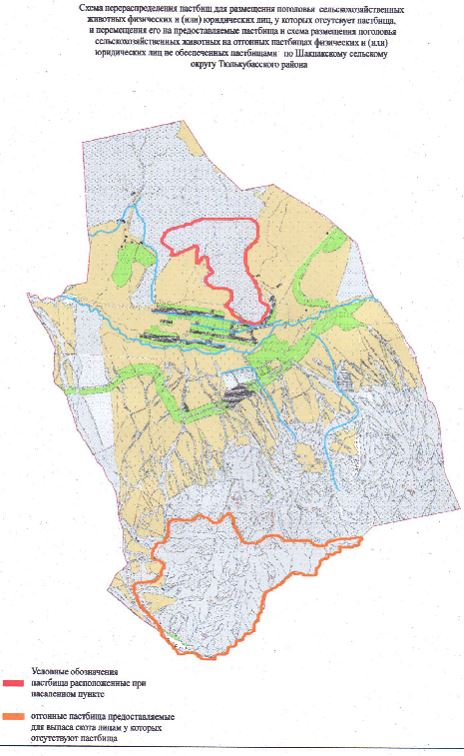 Схема перераспределения пастбищ для размещения поголовья сельскохозяйственных
животных физических и (или) юридических лиц, у которых отсутсует пастбища,
и перемещения его на предоставляемые пастбища и схема размещения поголовья
сельскохозяйственных животных на отгонных пастбищах физических и (или)
юридических лиц не обеспеченных пастбищами по Шакпакскому сельскому
округу Тюлькубасского района
Условные обозначения
пастбища расположенные при
населенном пункте
отгонные пастбища предоставляемые
для выпаса скота лицам у которых
отсутствуют пастбища